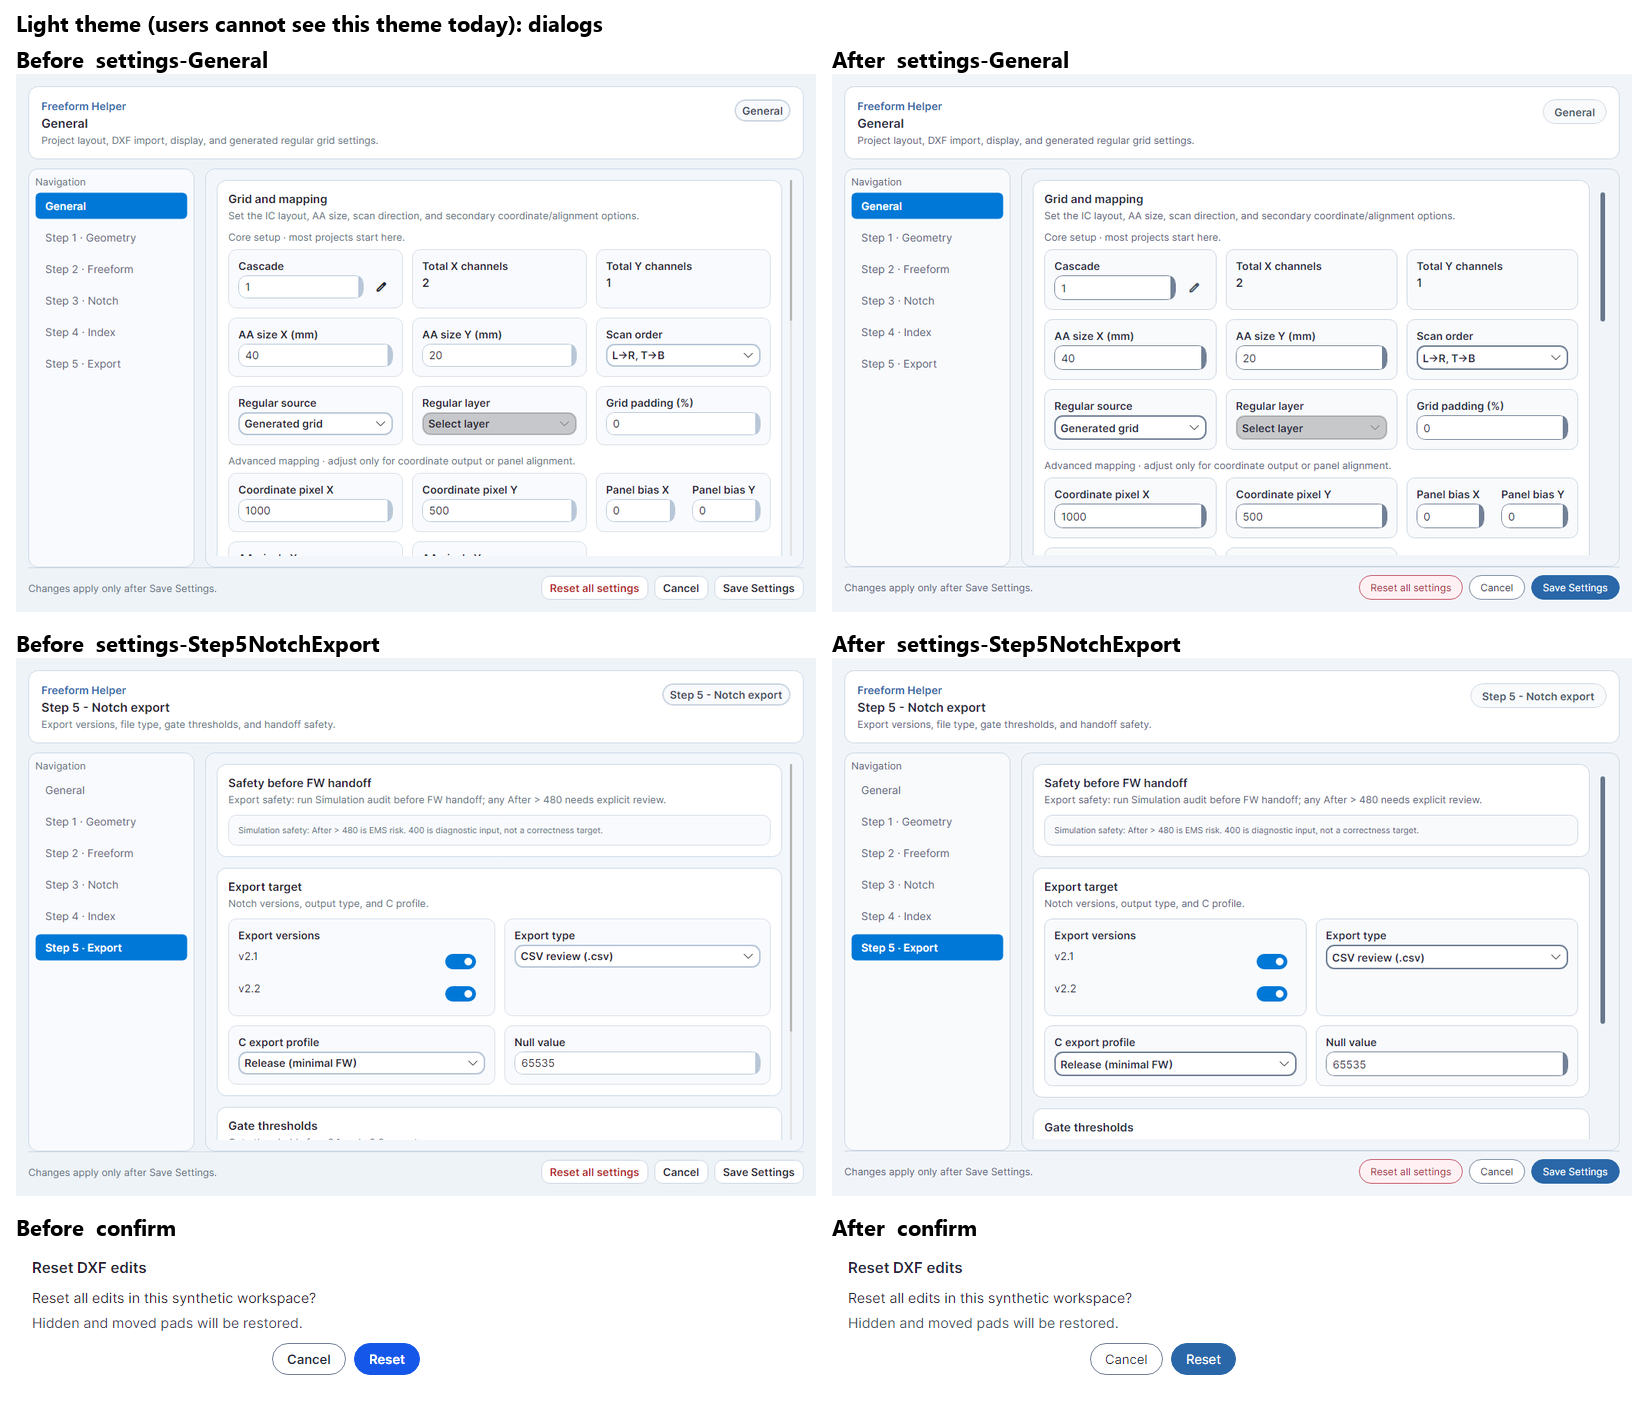 Light theme (users cannot see this theme today): dialogs
Before settings-General
Freeform Helper
General
General
Project layout, DXF import, display, and generated regular grid settings.
Navigation
General
Step 1 · Geometry
Step 2 · Freeform
Step 3 · Notch
Step 4 · Index
Step 5 · Export
Grid and mapping
Set the IC layout, AA size, scan direction, and secondary coordinate/alignment options.
Core setup · most projects start here.
Cascade
Total X channels
Total Y channels
1
2
1
AA size X (mm)
AA size Y (mm)
Scan order
40
20
L→R, T→B
Regular source
Regular layer
Grid padding (%)
Generated grid
Select layer
0
Advanced mapping · adjust only for coordinate output or panel alignment.
Coordinate pixel X
Coordinate pixel Y
Panel bias X
Panel bias Y
1000
500
0
0
Changes apply only after Save Settings.
Reset all settings
Cancel
Save Settings
After settings-General
Freeform Helper
General
General
Project layout, DXF import, display, and generated regular grid settings.
Navigation
General
Step 1 · Geometry
Step 2 · Freeform
Step 3 · Notch
Step 4 · Index
Step 5 · Export
Grid and mapping
Set the IC layout, AA size, scan direction, and secondary coordinate/alignment options.
Core setup · most projects start here.
Cascade
Total X channels
Total Y channels
1
2
1
AA size X (mm)
AA size Y (mm)
Scan order
40
20
L→R, T→B
Regular source
Regular layer
Grid padding (%)
Generated grid
Select layer
0
Advanced mapping · adjust only for coordinate output or panel alignment.
Coordinate pixel X
Coordinate pixel Y
Panel bias X
Panel bias Y
1000
500
0
0
Changes apply only after Save Settings.
Reset all settings
Cancel
Save Settings
Before settings-Step5NotchExport
Freeform Helper
Step 5 - Notch export
Step 5 - Notch export
Export versions, file type, gate thresholds, and handoff safety.
Navigation
General
Step 1 · Geometry
Step 2 · Freeform
Step 3 · Notch
Step 4 · Index
Step 5 · Export
Safety before FW handoff
Export safety: run Simulation audit before FW handoff; any After > 480 needs explicit review.
Simulation safety: After > 480 is EMS risk. 400 is diagnostic input, not a correctness target.
Export target
Notch versions, output type, and C profile.
Export versions
Export type
v2.1
CSV review (.csv)
v2.2
C export profile
Null value
Release (minimal FW)
65535
Gate thresholds
Changes apply only after Save Settings.
Reset all settings
Cancel
Save Settings
After settings-Step5NotchExport
Freeform Helper
Step 5 - Notch export
Step 5 - Notch export
Export versions, file type, gate thresholds, and handoff safety.
Navigation
General
Step 1 · Geometry
Step 2 · Freeform
Step 3 · Notch
Step 4 · Index
Step 5 · Export
Safety before FW handoff
Export safety: run Simulation audit before FW handoff; any After > 480 needs explicit review.
Simulation safety: After > 480 is EMS risk. 400 is diagnostic input, not a correctness target.
Export target
Notch versions, output type, and C profile.
Export versions
Export type
v2.1
CSV review (.csv)
v2.2
C export profile
Null value
Release (minimal FW)
65535
Gate thresholds
Changes apply only after Save Settings.
Reset all settings
Cancel
Save Settings
Before confirm
Reset DXF edits
Reset all edits in this synthetic workspace?
Hidden and moved pads will be restored.
Cancel
Reset
After confirm
Reset DXF edits
Reset all edits in this synthetic workspace?
Hidden and moved pads will be restored.
Cancel
Reset